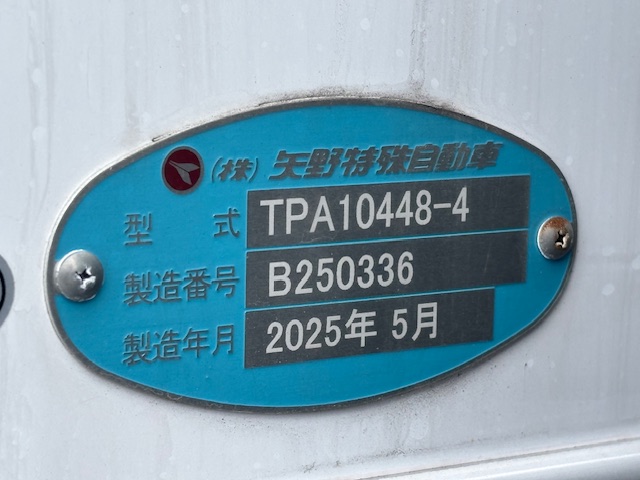 (株)矢野特殊自動車
型 式 TPA10448-4
製造番号 B250336
製造年月 2025年 5月